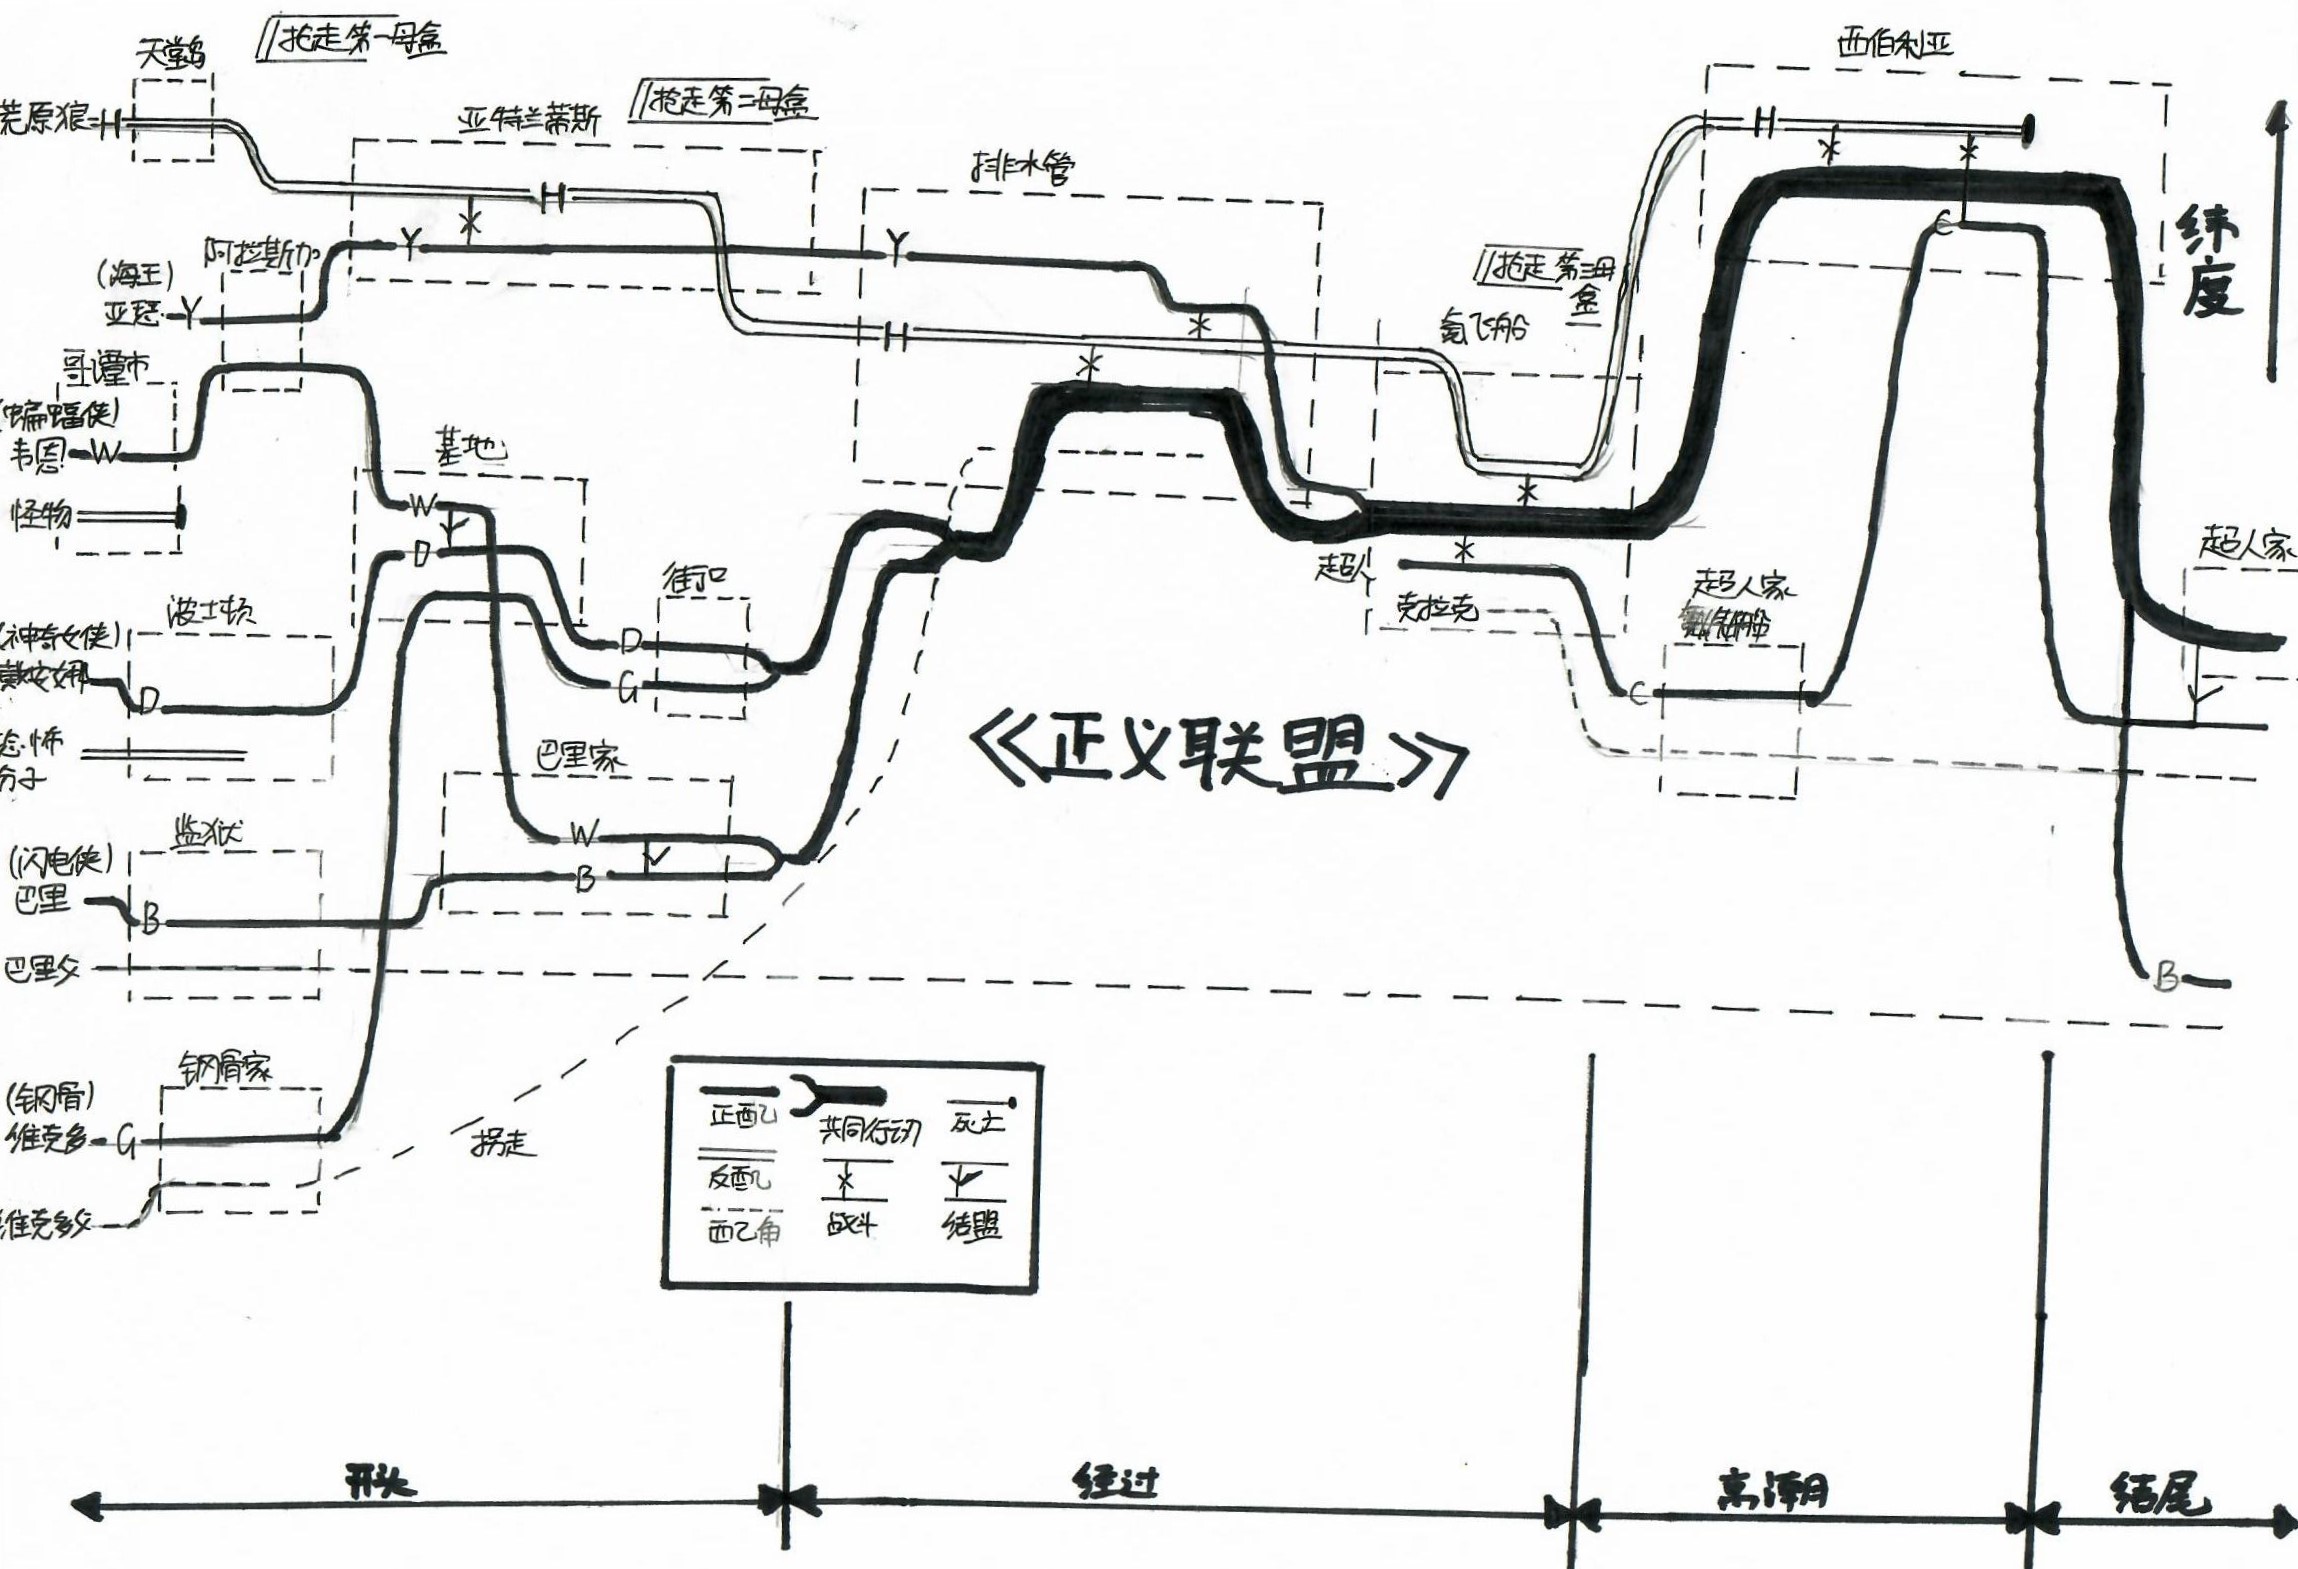 天堂岛
抢走第一母盒
西伯利亚
荒原狼 H
亚特兰蒂斯
抢走第二母盒
H
排水管
H
纬度
阿拉斯加
(海王)
亚瑟 Y
Y
Y
H
C
抢走第三母盒
氪飞船
哥谭市
(蝙蝠侠)
韦恩 W
基地
W
怪物
D
超人
克拉克
超人家
超人家
街口
波士顿
(神奇女侠)
戴安娜
D
D
G
C
恐怖
分子
巴里家
《正义联盟》
监狱
(闪电侠)
巴里
B
W
B
巴里父
B
钢骨家
(钢骨)
维克多 G
拐走
维克多父
正配
共同行动
死亡
反配
战斗
结盟
配角
开头
经过
高潮
结尾